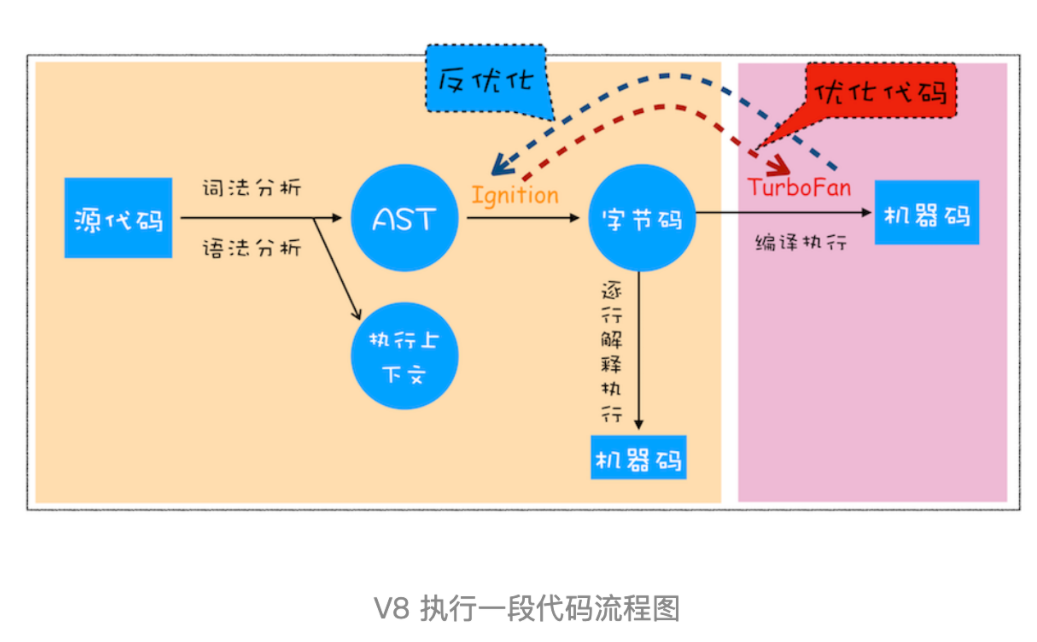 反优化
优化代码
源代码
词法分析
语法分析
AST
执行上
下文
Ignition
字节码
逐
行
解
释
执
行
机器码
TurboFan
编译执行
机器码
V8 执行一段代码流程图